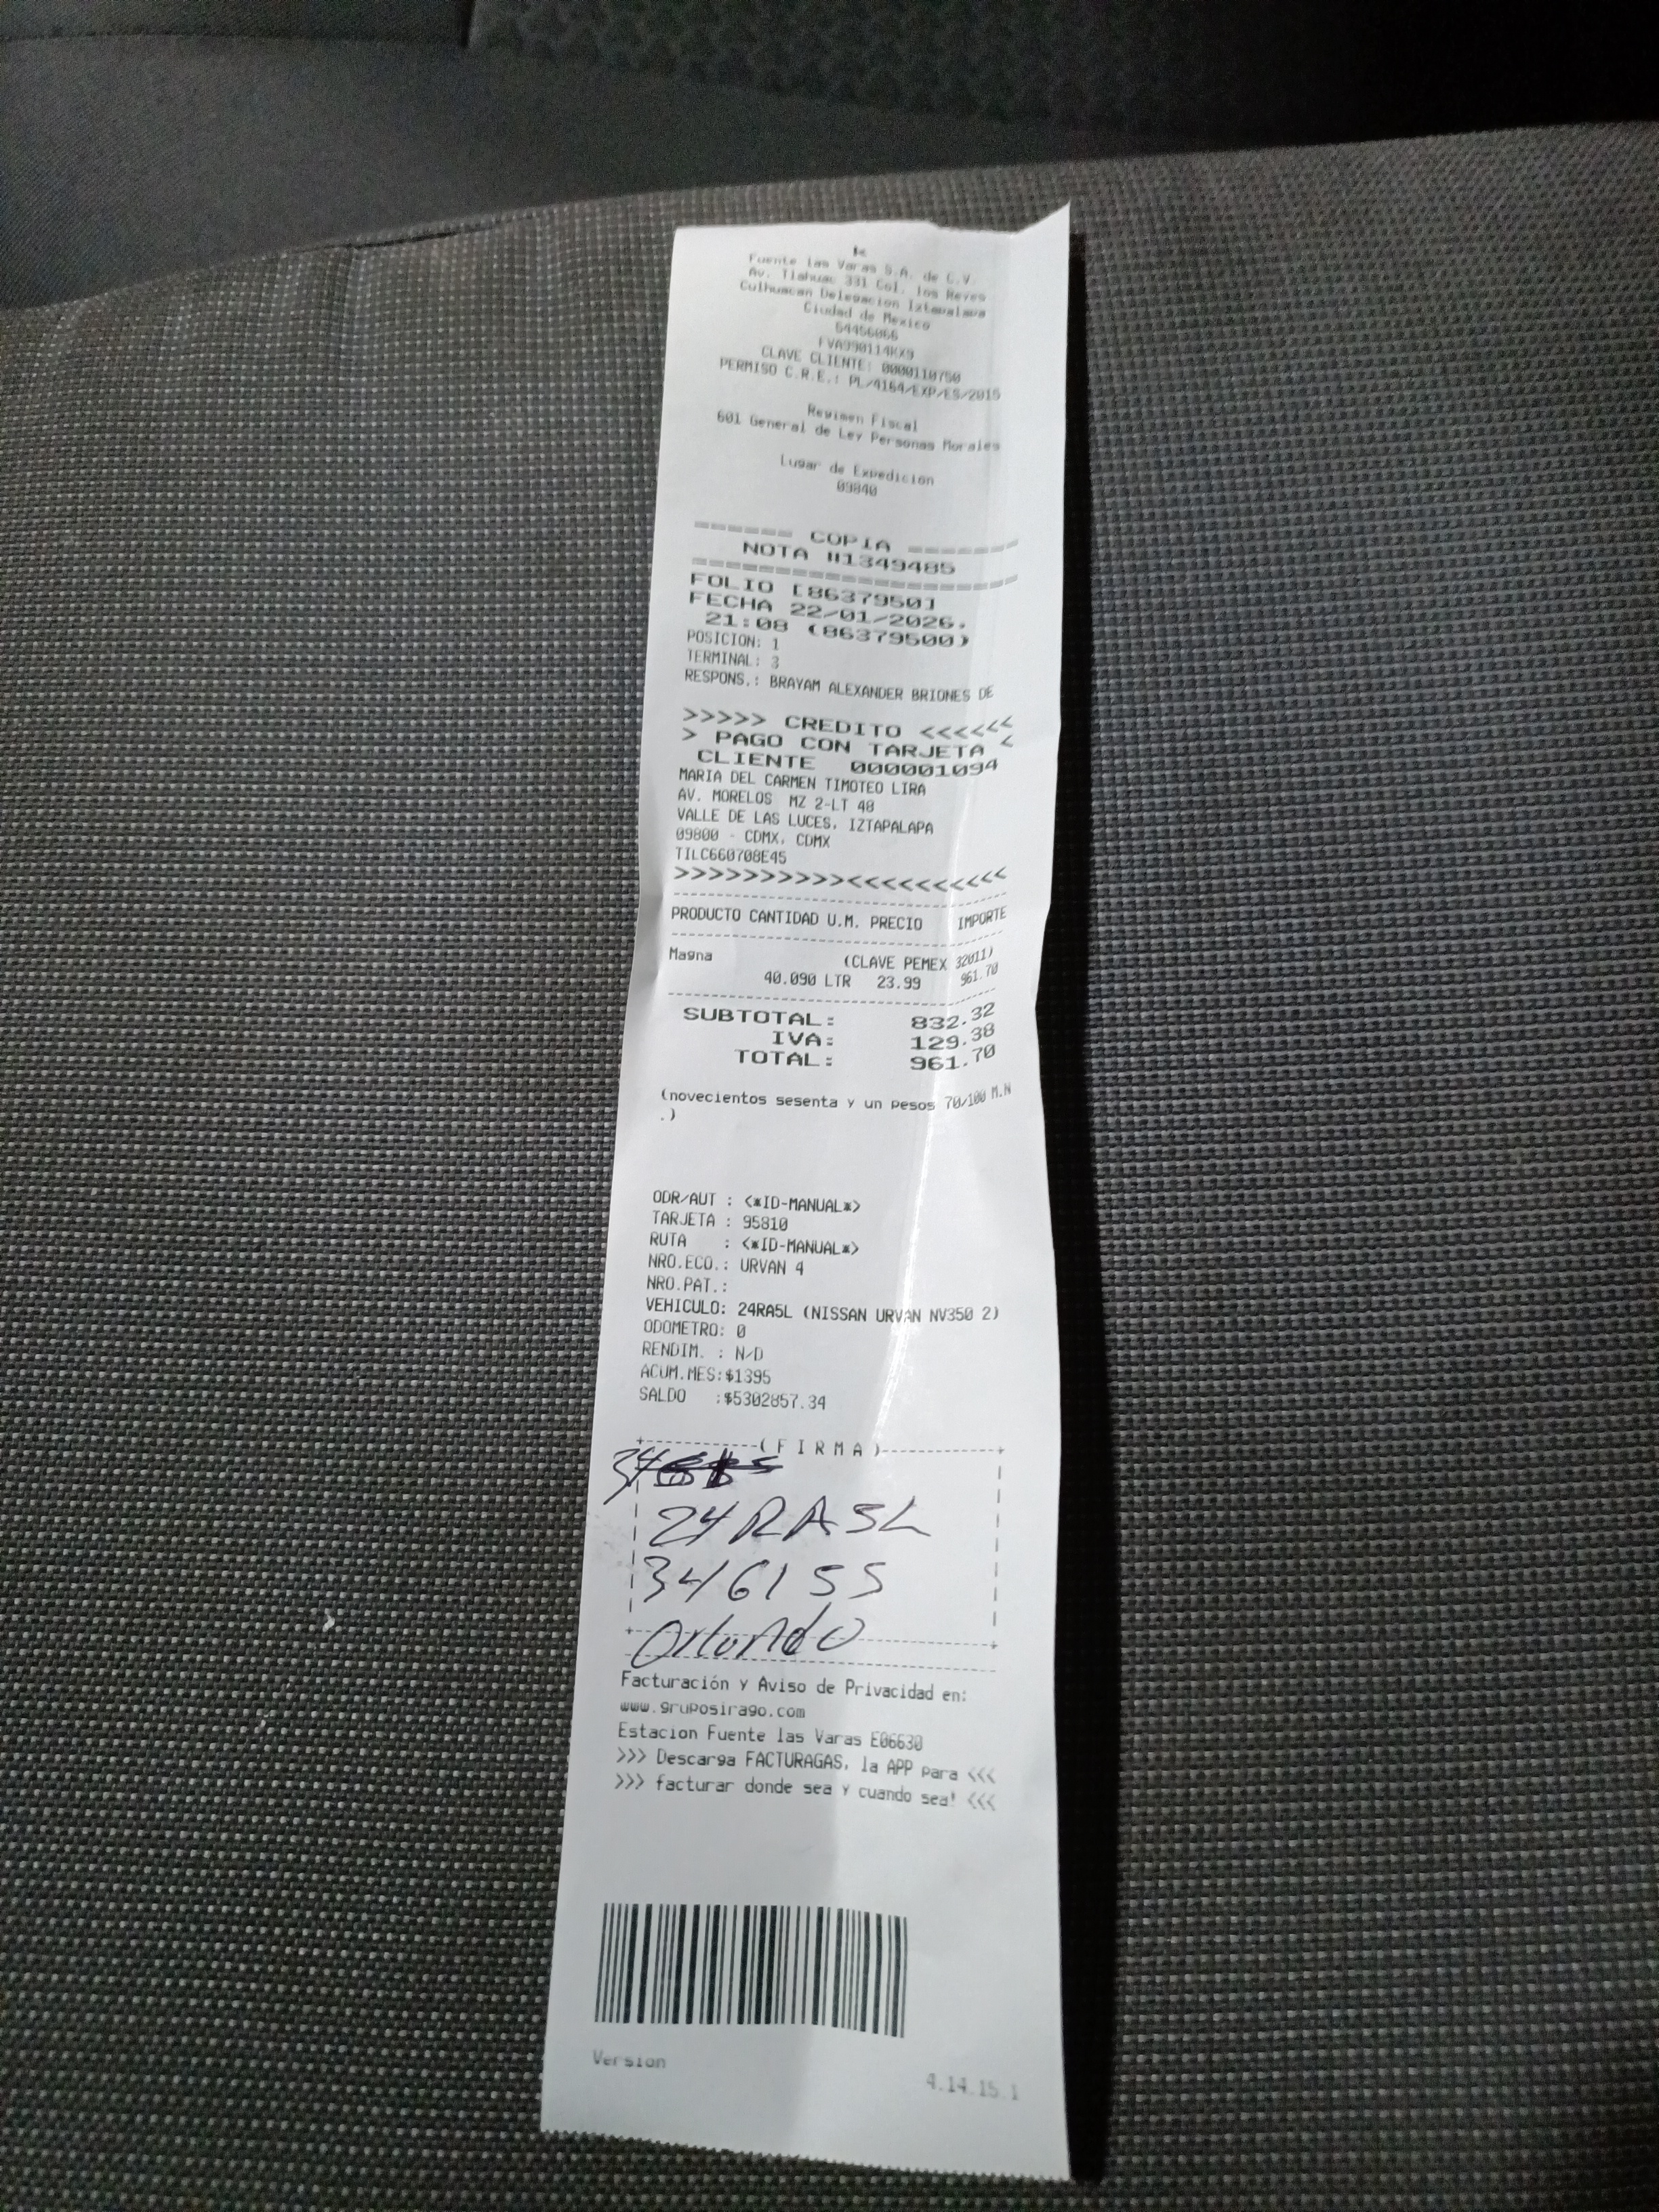 Fuente las Varas S.A. de C.V.
Av. Tlahuac 331 Col. los Reyes
Culhuacan Delegacion Iztapalapa
Ciudad de Mexico
54456066
FVA990114KX9
CLAVE CLIENTE: 0000110750
PERMISO C.R.E.: PL/4164/EXP/ES/2015
Regimen Fiscal
601 General de Ley Personas Morales
Lugar de Expedicion
09840
====== COPIA =======
NOTA #1349485
======================
FOLIO [8637950]
FECHA 22/01/2026,
21:08 (86379500)
POSICION: 1
TERMINAL: 3
RESPONS.: BRAYAM ALEXANDER BRIONES DE
>>>>> CREDITO <<<<<<
> PAGO CON TARJETA <
CLIENTE 000001094
MARIA DEL CARMEN TIMOTEO LIRA
AV. MORELOS MZ 2-LT 48
VALLE DE LAS LUCES, IZTAPALAPA
09800 - CDMX, CDMX
TILC660708E45
>>>>>>>>>>><<<<<<<<<<<
PRODUCTO CANTIDAD U.M. PRECIO IMPORTE
Magna (CLAVE PEMEX 32011)
40.090 LTR 23.99 961.70
SUBTOTAL: 832.32
IVA: 129.38
TOTAL: 961.70
(novecientos sesenta y un pesos 70/100 M.N
.)
ODR/AUT : <*ID-MANUAL*>
TARJETA : 95810
RUTA : <*ID-MANUAL*>
NRO.ECO.: URVAN 4
NRO.PAT.:
VEHICULO: 24RA5L (NISSAN URVAN NV350 2)
ODOMETRO: 0
RENDIM. : N/D
ACUM.MES:$1395
SALDO :$5302857.34
(FIRMA)
24RA5L
346155
Orlando
Facturación y Aviso de Privacidad en:
www.gruposirago.com
Estacion Fuente las Varas E06630
>>> Descarga FACTURAGAS, la APP para <<<
>>> facturar donde sea y cuando sea! <<<
Version 4.14.15.1